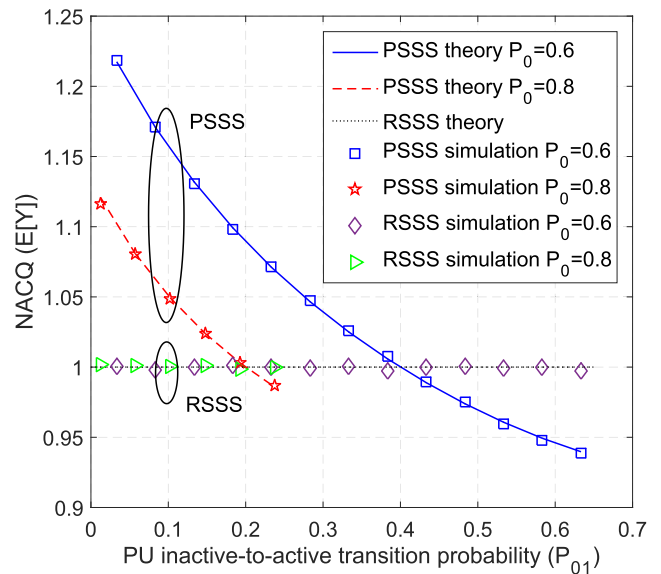 1.25
1.2
1.15
1.1
1.05
1
0.95
0.9
NACQ (E[Y])
PSSS theory P0=0.6
PSSS theory P0=0.8
RSSS theory
PSSS simulation P0=0.6
PSSS simulation P0=0.8
RSSS simulation P0=0.6
RSSS simulation P0=0.8
PSSS
RSSS
0 0.1 0.2 0.3 0.4 0.5 0.6 0.7
PU inactive-to-active transition probability (P01)